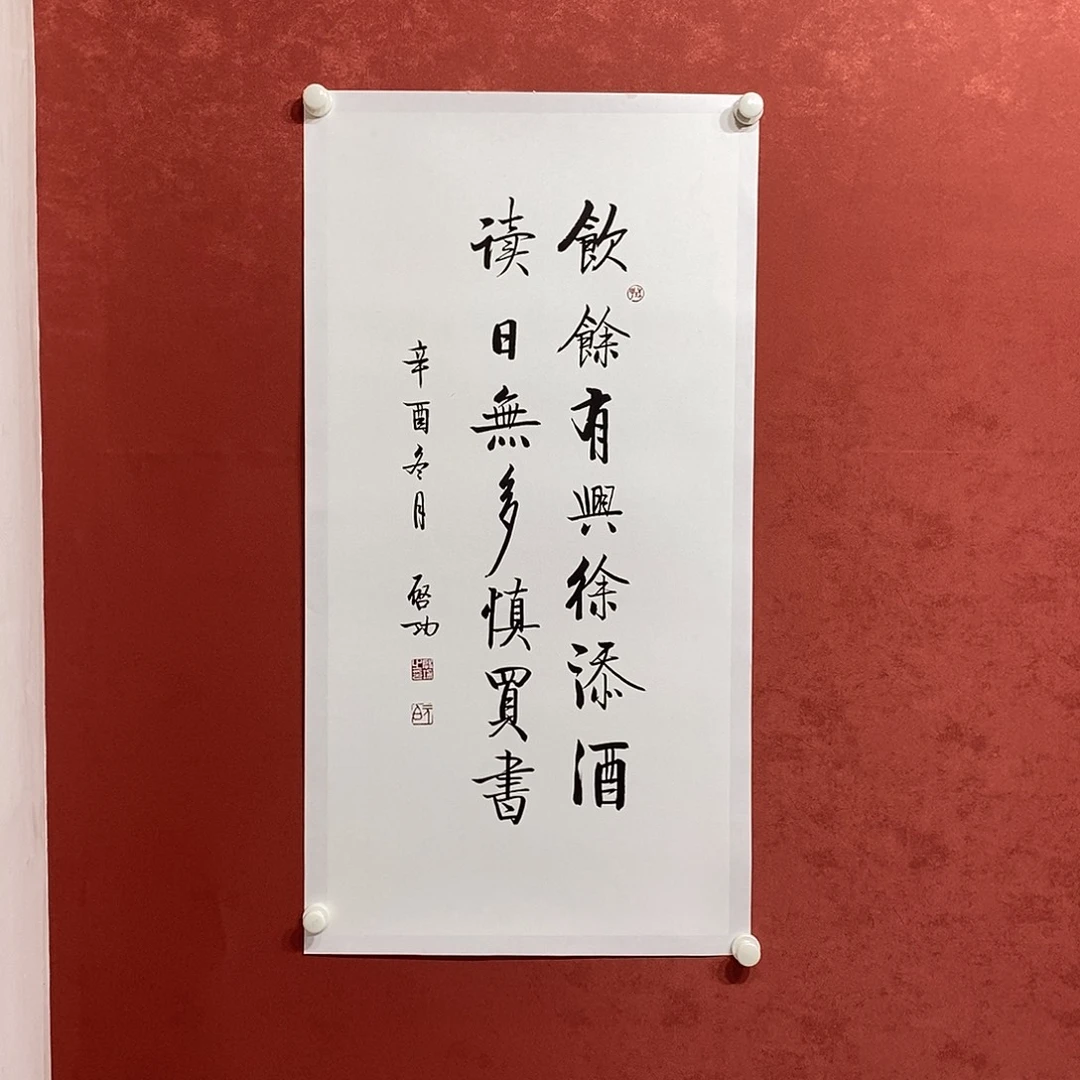 飲餘有興徐添酒
读日無多慎買書
辛酉冬月
啓功